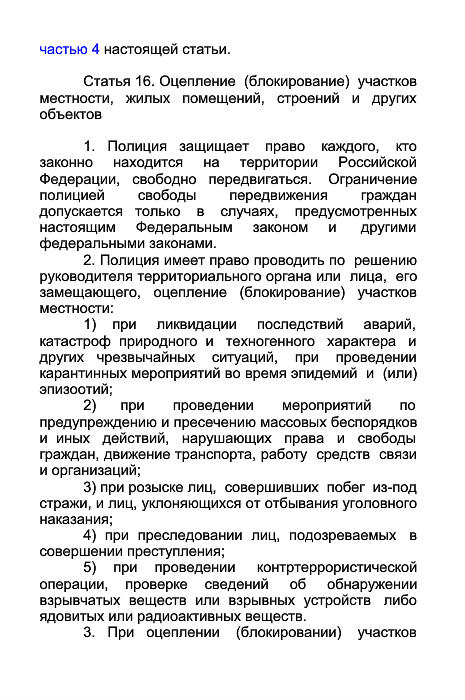 частью 4 настоящей статьи.
Статья 16. Оцепление (блокирование) участков
местности, жилых помещений, строений и других
объектов
1. Полиция защищает право каждого, кто
законно находится на территории Российской
Федерации, свободно передвигаться. Ограничение
полицией свободы передвижения граждан
допускается только в случаях, предусмотренных
настоящим Федеральным законом и другими
федеральными законами.
2. Полиция имеет право проводить по решению
руководителя территориального органа или лица, его
замещающего, оцепление (блокирование) участков
местности:
1) при ликвидации последствий аварий,
катастроф природного и техногенного характера и
других чрезвычайных ситуаций, при проведении
карантинных мероприятий во время эпидемий и (или)
эпизоотий;
2) при проведении мероприятий по
предупреждению и пресечению массовых беспорядков
и иных действий, нарушающих права и свободы
граждан, движение транспорта, работу средств связи
и организаций;
3) при розыске лиц, совершивших побег из-под
стражи, и лиц, уклоняющихся от отбывания уголовного
наказания;
4) при преследовании лиц, подозреваемых в
совершении преступления;
5) при проведении контртеррористической
операции, проверке сведений об обнаружении
взрывчатых веществ или взрывных устройств либо
ядовитых или радиоактивных веществ.
3. При оцеплении (блокировании) участков